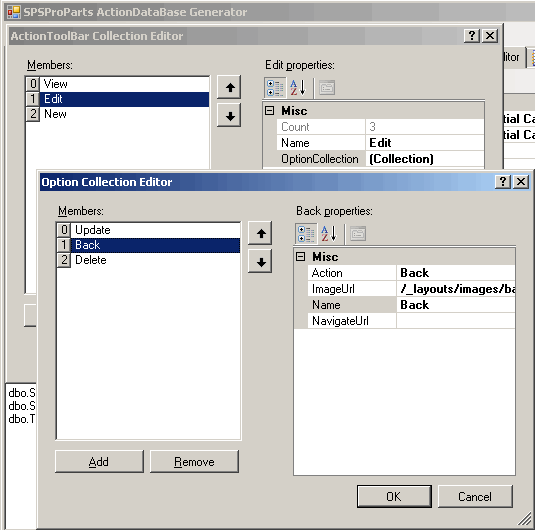 SPSProParts ActionDataBase Generator
ActionToolBar Collection Editor
Members:
Edit properties:
0 View
1 Edit
2 New
Misc
Count 3
Name Edit
OptionCollection (Collection)
itor
tial Ca
tial Ca
Option Collection Editor
Members:
Back properties:
0 Update
1 Back
2 Delete
Misc
Action Back
ImageUrl /_layouts/images/ba
Name Back
NavigateUrl
dbo.S
dbo.S
dbo.T
Add
Remove
OK
Cancel